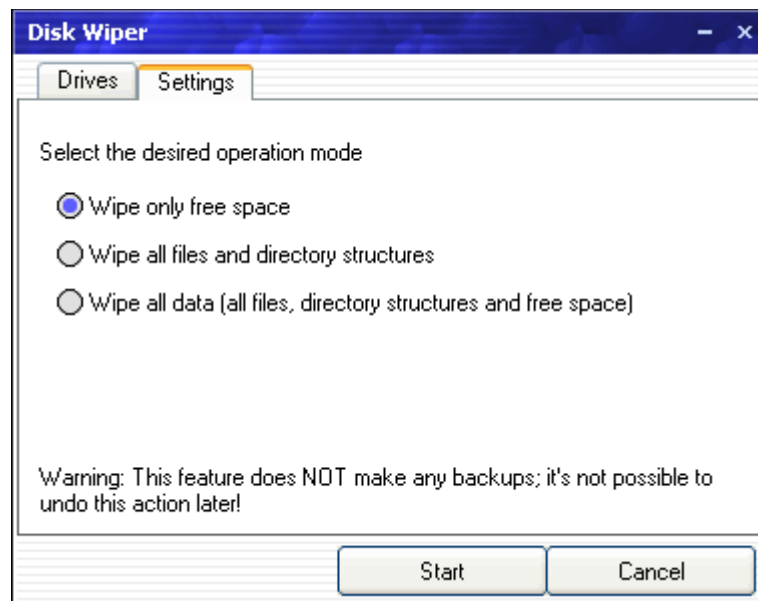 Disk Wiper
Drives
Settings
Select the desired operation mode
Wipe only free space
Wipe all files and directory structures
Wipe all data (all files, directory structures and free space)
Warning: This feature does NOT make any backups; it's not possible to
undo this action later!
Start
Cancel